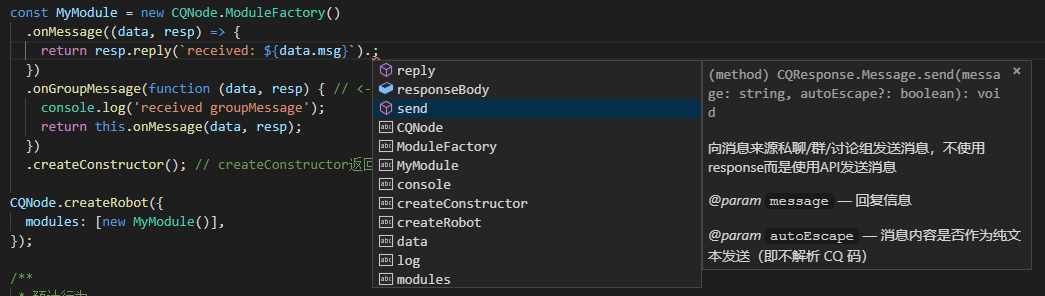 const MyModule = new CQNode.ModuleFactory()
.onMessage((data, resp) => {
return resp.reply(`received: ${data.msg}`).;
})
.onGroupMessage(function (data, resp) { // <-
console.log('received groupMessage');
return this.onMessage(data, resp);
})
.createConstructor(); // createConstructor返回
CQNode.createRobot({
modules: [new MyModule()],
});
/**
reply
responseBody
send
CQNode
ModuleFactory
MyModule
console
createConstructor
createRobot
data
log
modules
(method) CQResponse.Message.send(messa
ge: string, autoEscape?: boolean): voi
d
×
向消息来源私聊/群/讨论组发送消息，不使用
response而是使用API发送消息
@param message — 回复信息
@param autoEscape — 消息内容是否作为纯文
本发送（即不解析 CQ 码）